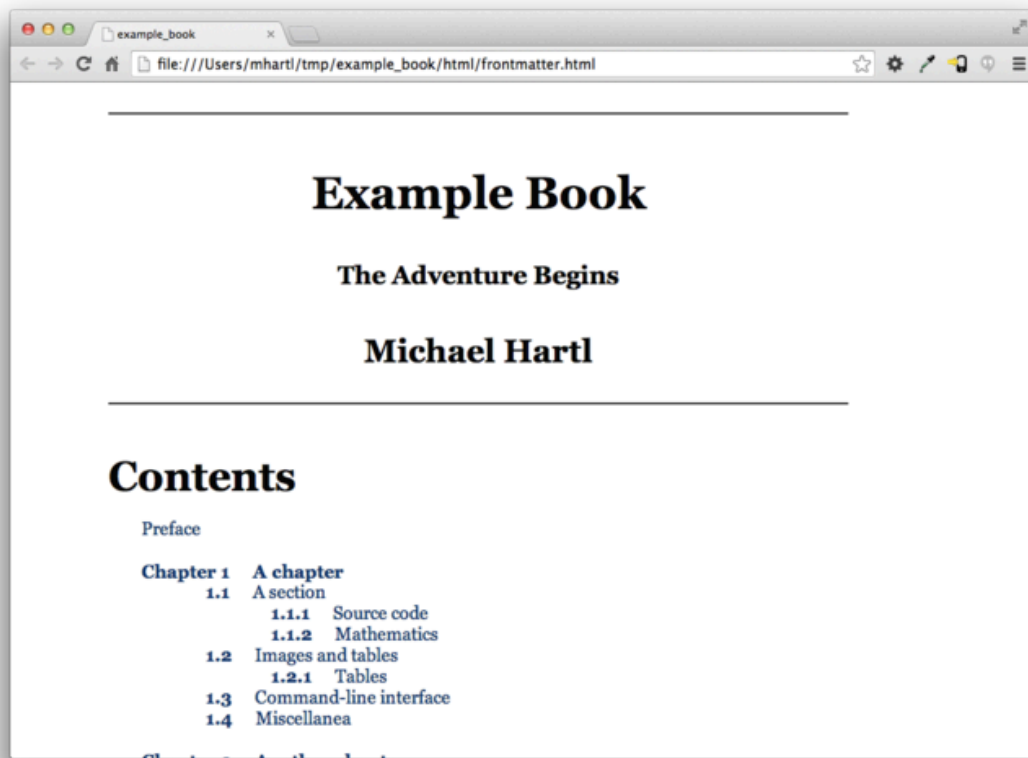 example_book
file:///Users/mhartl/tmp/example_book/html/frontmatter.html
Example Book
The Adventure Begins
Michael Hartl
Contents
Preface
Chapter 1 A chapter
1.1 A section
1.1.1 Source code
1.1.2 Mathematics
1.2 Images and tables
1.2.1 Tables
1.3 Command-line interface
1.4 Miscellanea